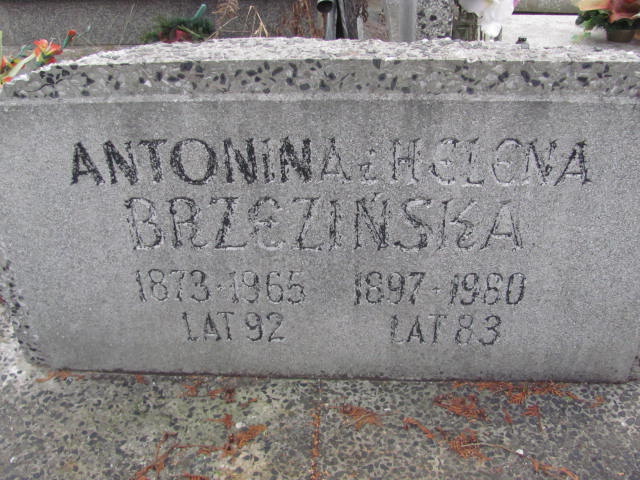 ANTONINA i HELENA
BRZEZIŃSKA
1873-1965 1897-1980
LAT 92 LAT 83